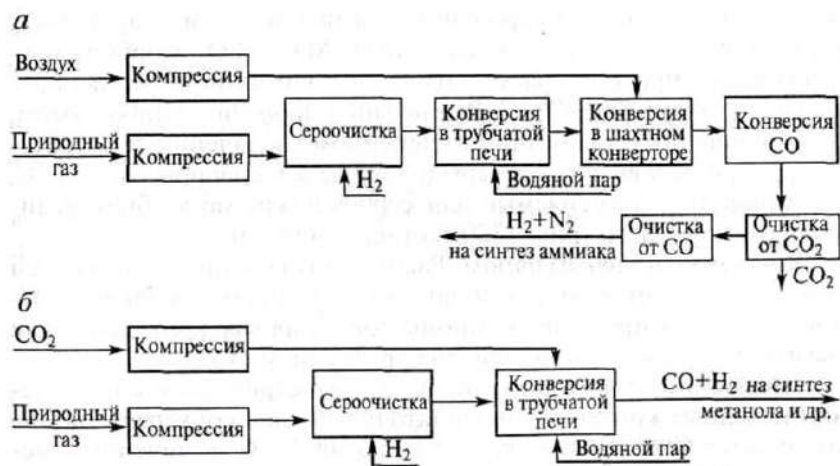 а
Воздух
Компрессия
Природный
газ
Компрессия
Сероочистка
H₂
Конверсия
в трубчатой
печи
Водяной пар
Конверсия
в шахтном
конверторе
Конверсия
CO
Очистка
от CO₂
CO₂
Очистка
от CO
H₂+N₂
на синтез аммиака
б
CO₂
Компрессия
Природный
газ
Компрессия
Сероочистка
H₂
Конверсия
в трубчатой
печи
Водяной пар
CO+H₂ на синтез
метанола и др.